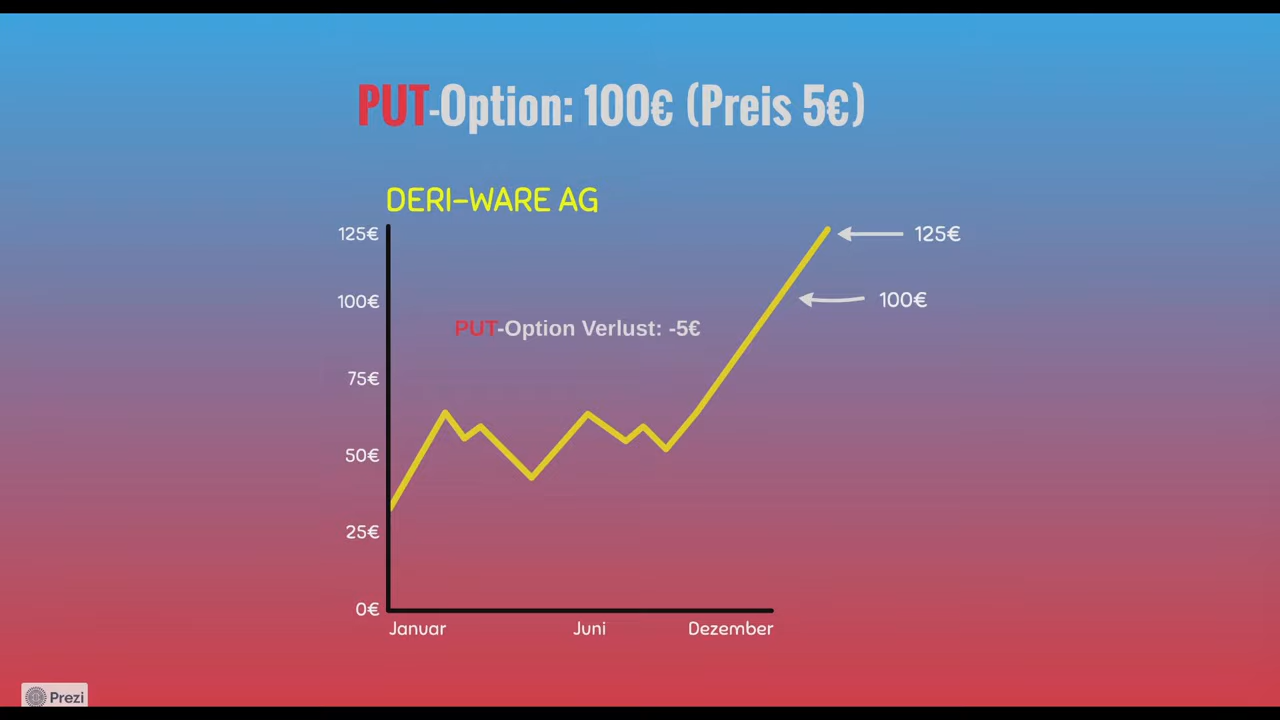 PUT-Option: 100€ (Preis 5€)
DERI-WARE AG
125€
125€
100€
100€
PUT-Option Verlust: -5€
75€
50€
25€
0€
Januar Juni Dezember
Prezi